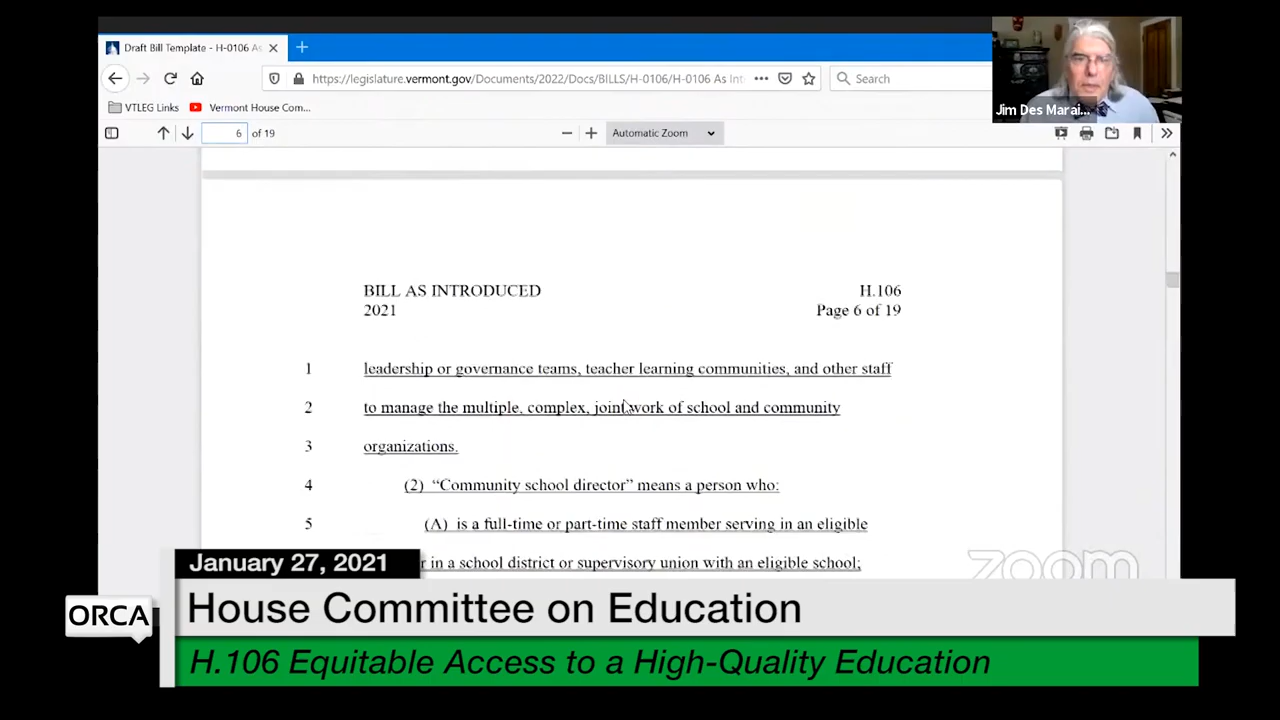 Draft Bill Template - H-0106 As
https://legislature.vermont.gov/Documents/2022/Docs/BILLS/H-0106/H-0106 As Int
Search
VTLEG Links
Vermont House Com...
Jim Des Marai...
6 of 19
Automatic Zoom
BILL AS INTRODUCED H.106
2021 Page 6 of 19
1 leadership or governance teams, teacher learning communities, and other staff
2 to manage the multiple, complex, joint work of school and community
3 organizations.
4 (2) “Community school director” means a person who:
5 (A) is a full-time or part-time staff member serving in an eligible
r in a school district or supervisory union with an eligible school;
zoom
January 27, 2021
ORCA
House Committee on Education
H.106 Equitable Access to a High-Quality Education